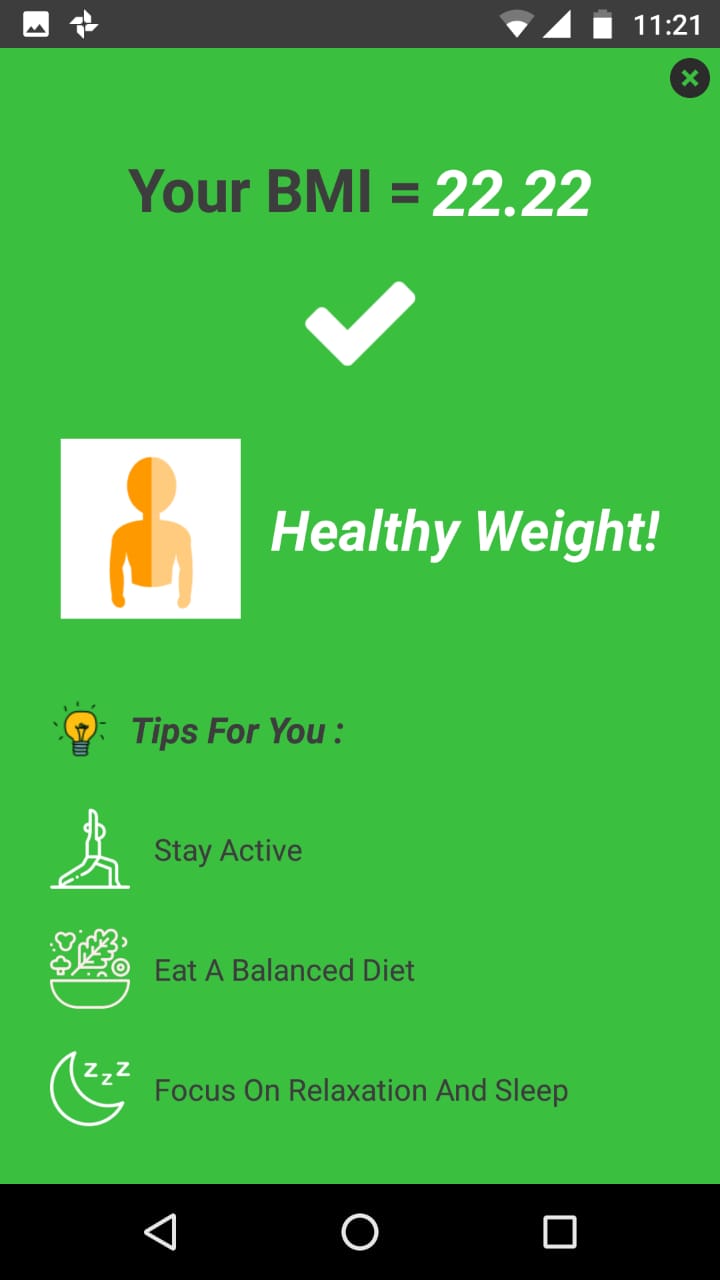 11:21
Your BMI = 22.22
Healthy Weight!
Tips For You :
Stay Active
Eat A Balanced Diet
z z z
Focus On Relaxation And Sleep